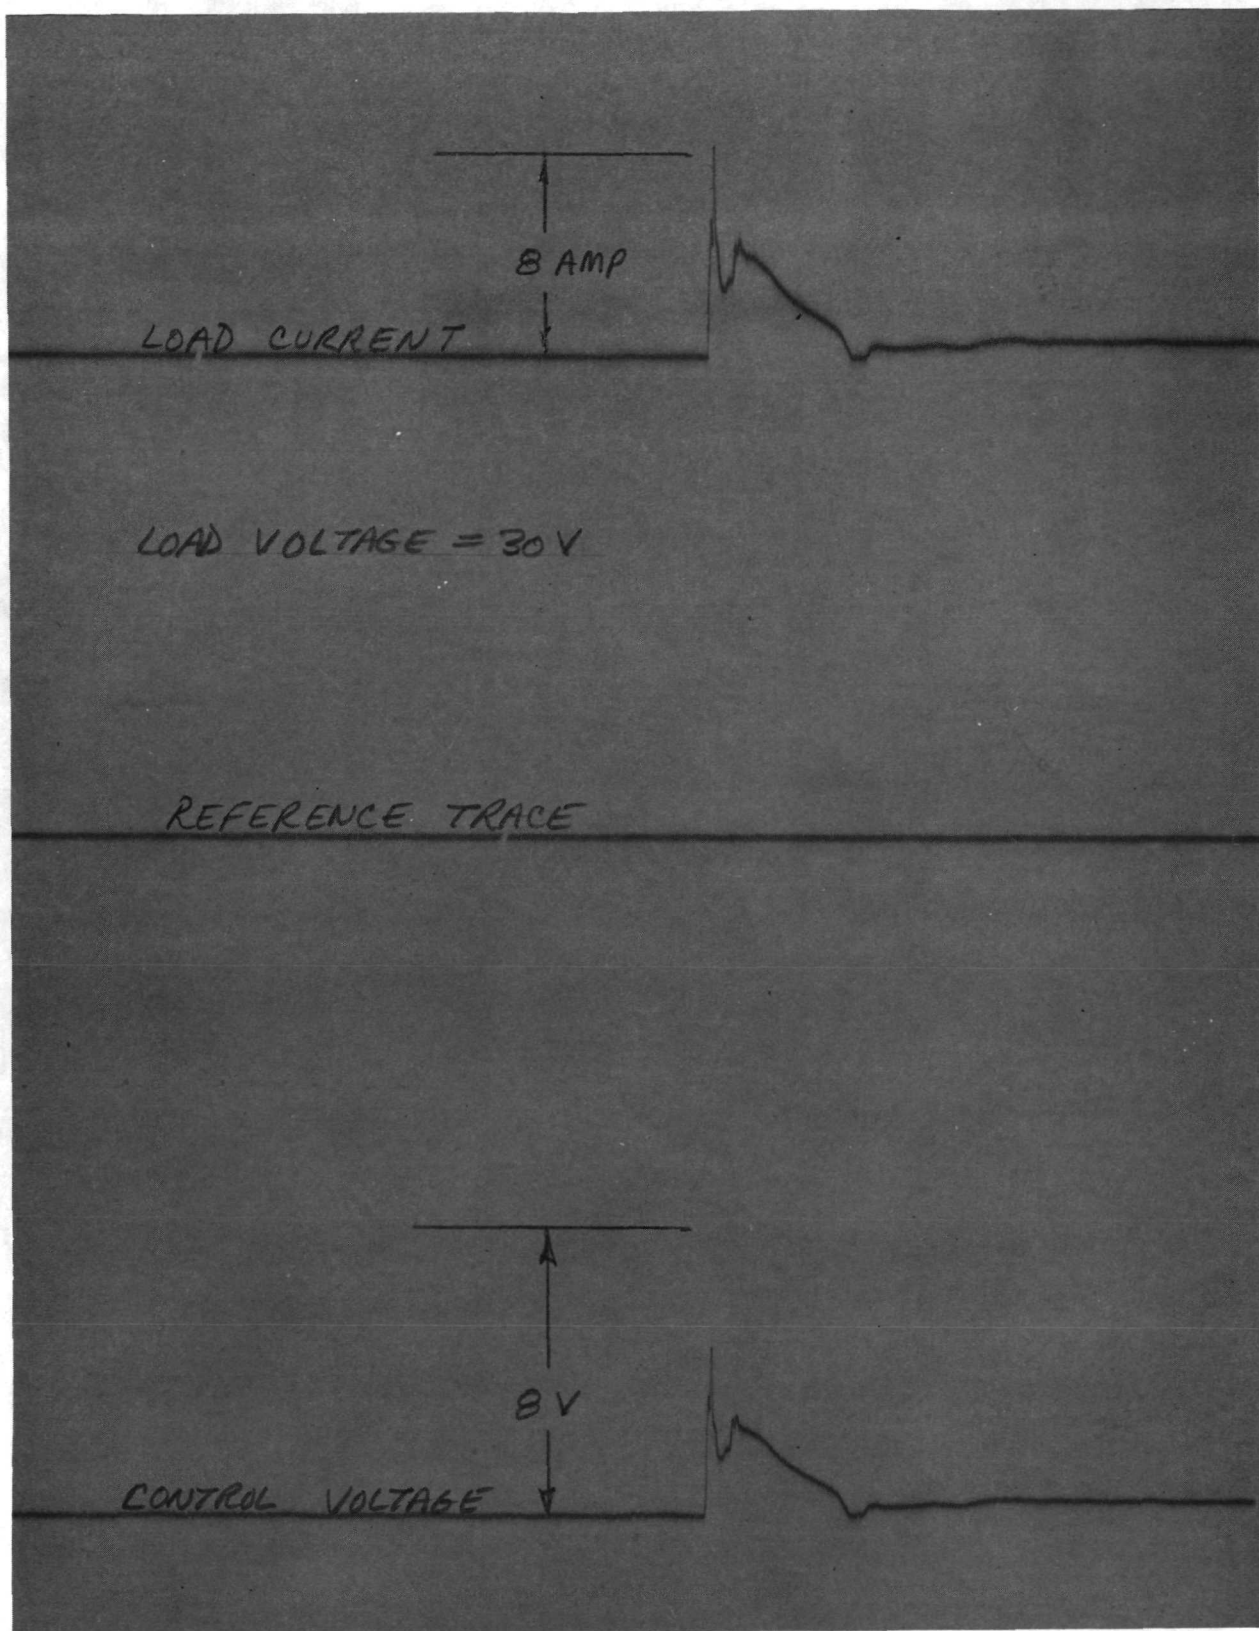 8 AMP
LOAD CURRENT
LOAD VOLTAGE = 30 V
REFERENCE TRACE
8 V
CONTROL VOLTAGE